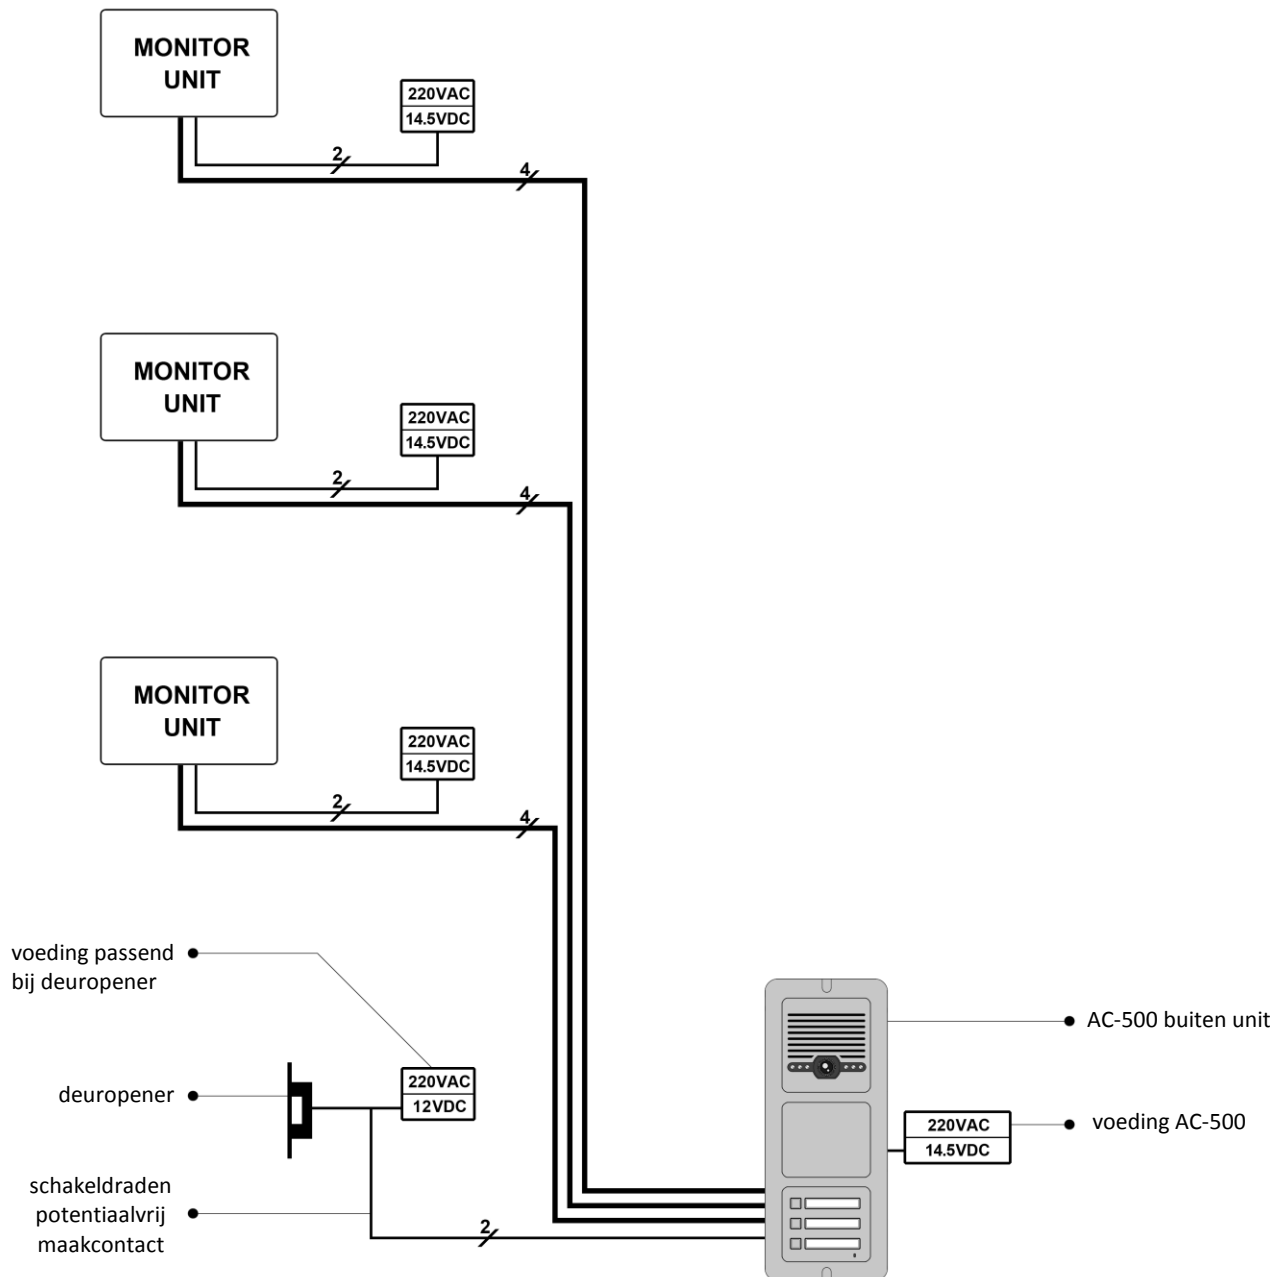 MONITOR
UNIT
220VAC
14.5VDC
2
4
MONITOR
UNIT
220VAC
14.5VDC
2
4
MONITOR
UNIT
220VAC
14.5VDC
2
4
voeding passend
bij deuropener
AC-500 buiten unit
deuropener
220VAC
12VDC
220VAC
14.5VDC
voeding AC-500
schakeldraden
potentiaalvrij
maakcontact
2